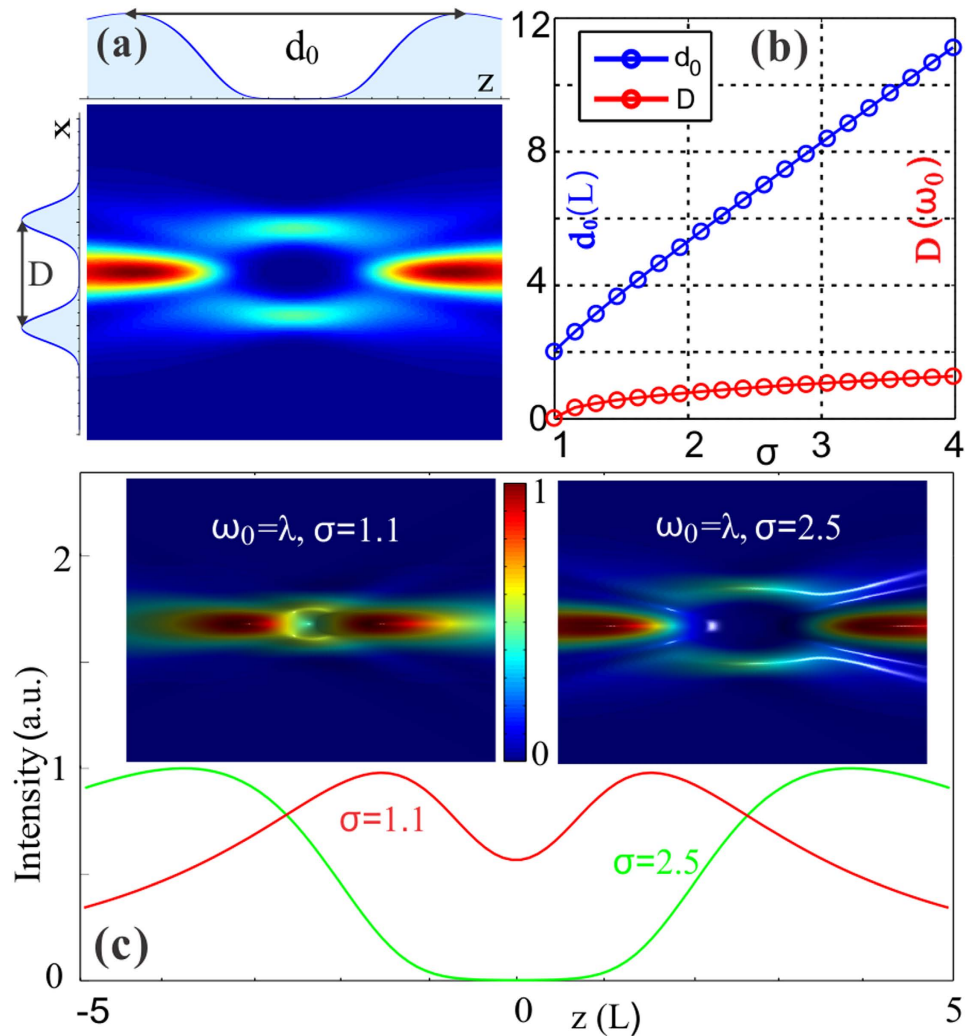 (a)
d₀
z
x
D
(b)
12
8
4
0
d₀
D
d₀(L)
D (ω₀)
1
2
3
4
σ
2
1
0
Intensity (a.u.)
ω₀=λ, σ=1.1
1
0
ω₀=λ, σ=2.5
σ=1.1
σ=2.5
(c)
-5
0
z (L)
5